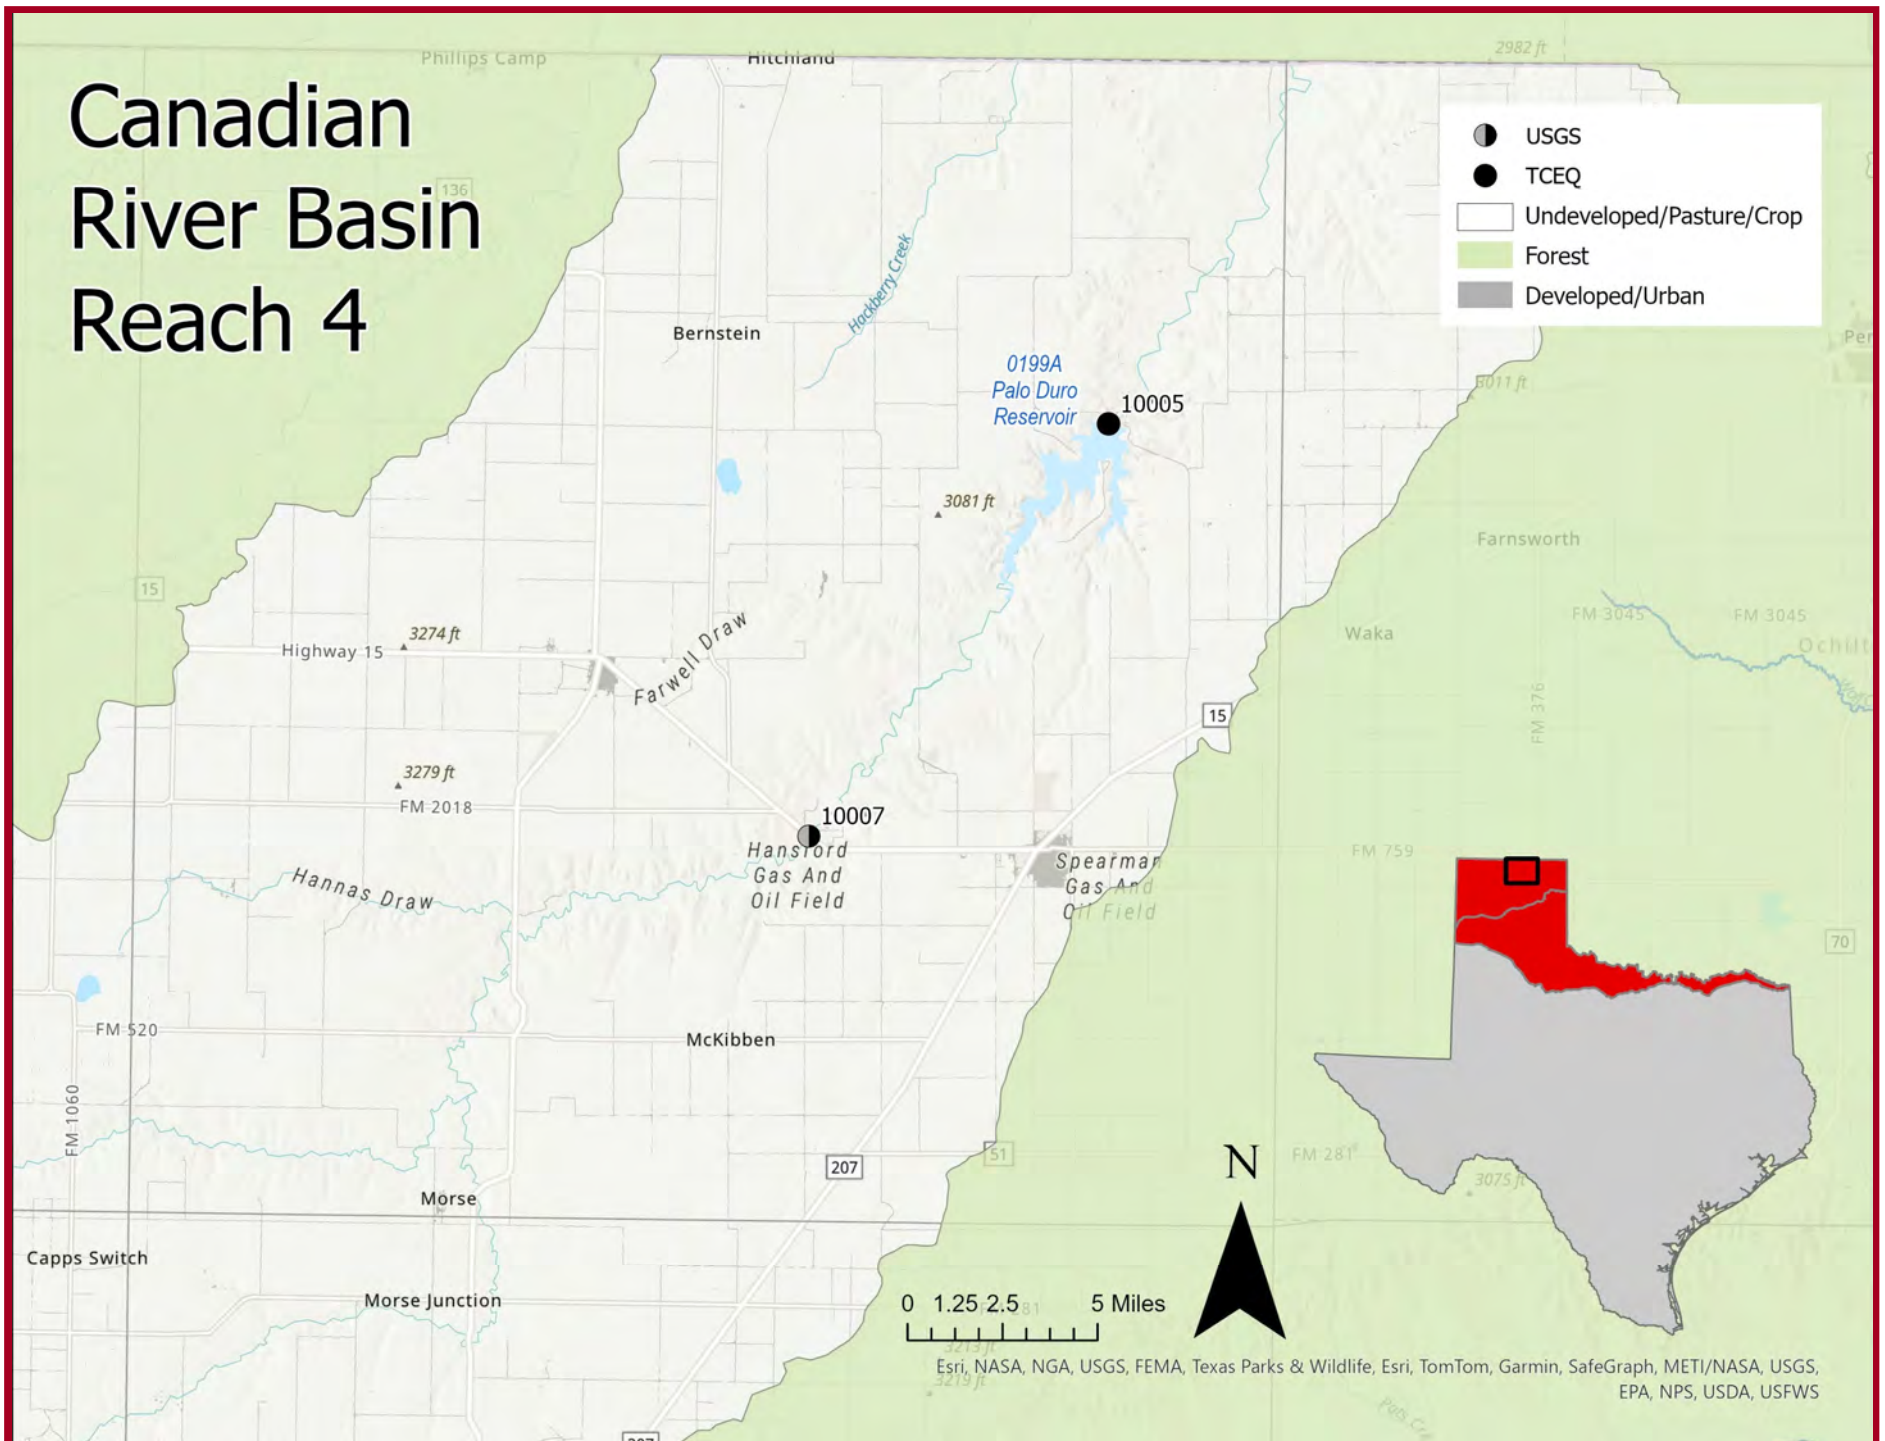 Canadian
River Basin
Reach 4
Phillips Camp
Hitchland
2982 ft
136
USGS
TCEQ
Undeveloped/Pasture/Crop
Forest
Developed/Urban
Hackberry Creek
Bernstein
0199A
Palo Duro
Reservoir
10005
3011 ft
3081 ft
Farnsworth
15
FM 3045
FM 3045
Waka
3274 ft
Highway 15
Farwell Draw
FM 376
15
3279 ft
FM 2018
10007
Hansford
Gas And
Oil Field
Spearman
Gas And
Oil Field
FM 759
Hannas Draw
70
FM 520
McKibben
FM 1060
51
N
FM 281
3075 ft
207
Morse
Capps Switch
Morse Junction
0 1.25 2.5 5 Miles
3213 ft
3219 ft
Esri, NASA, NGA, USGS, FEMA, Texas Parks & Wildlife, Esri, TomTom, Garmin, SafeGraph, METI/NASA, USGS,
EPA, NPS, USDA, USFWS